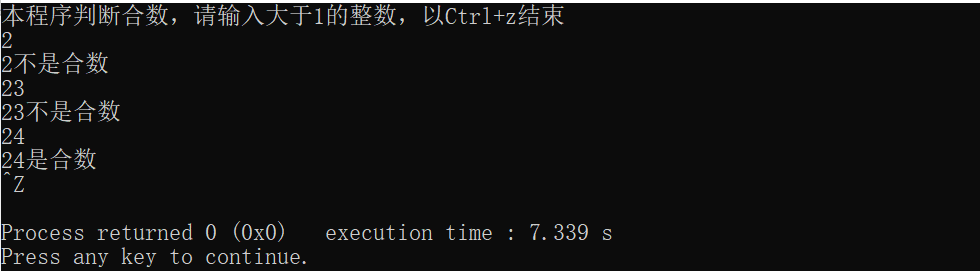 本程序判断合数，请输入大于1的整数，以Ctrl+z结束
2
2不是合数
23
23不是合数
24
24是合数
^Z
Process returned 0 (0x0)   execution time : 7.339 s
Press any key to continue.